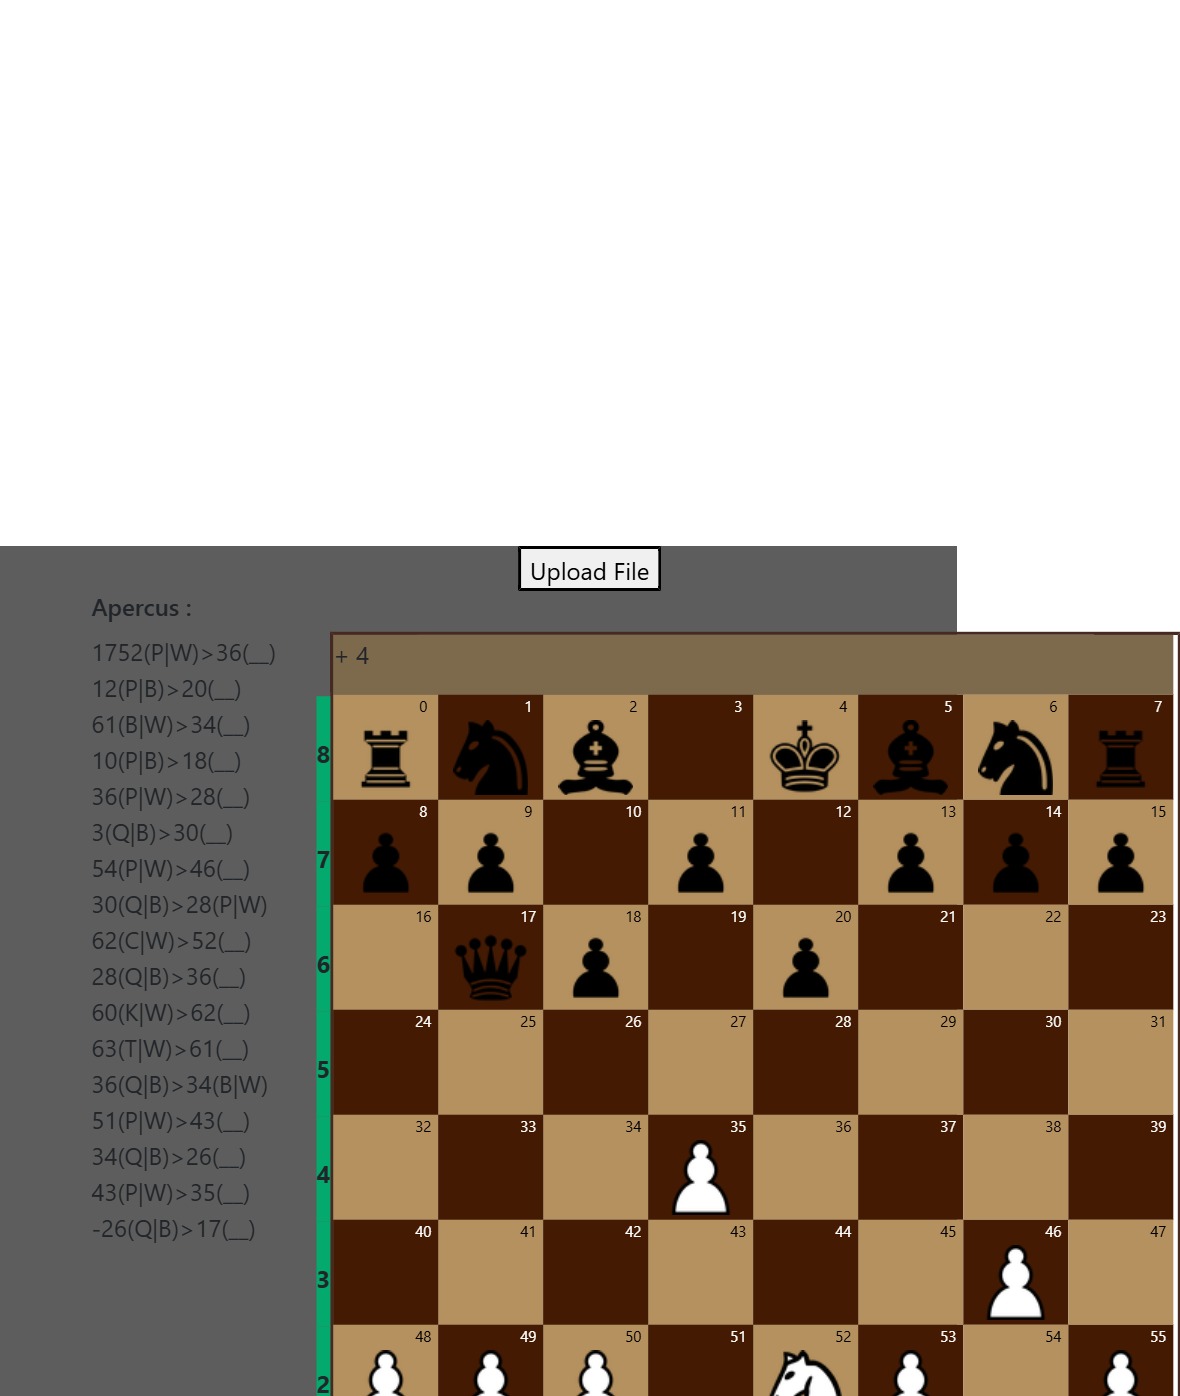 Upload File
Apercus :
1752(P|W)>36(__)
12(P|B)>20(__)
61(B|W)>34(__)
10(P|B)>18(__)
36(P|W)>28(__)
3(Q|B)>30(__)
54(P|W)>46(__)
30(Q|B)>28(P|W)
62(C|W)>52(__)
28(Q|B)>36(__)
60(K|W)>62(__)
63(T|W)>61(__)
36(Q|B)>34(B|W)
51(P|W)>43(__)
34(Q|B)>26(__)
43(P|W)>35(__)
-26(Q|B)>17(__)
+ 4
0 1 2 3 4 5 6 7
8
8 9 10 11 12 13 14 15
7
16 17 18 19 20 21 22 23
6
24 25 26 27 28 29 30 31
5
32 33 34 35 36 37 38 39
4
40 41 42 43 44 45 46 47
3
48 49 50 51 52 53 54 55
2